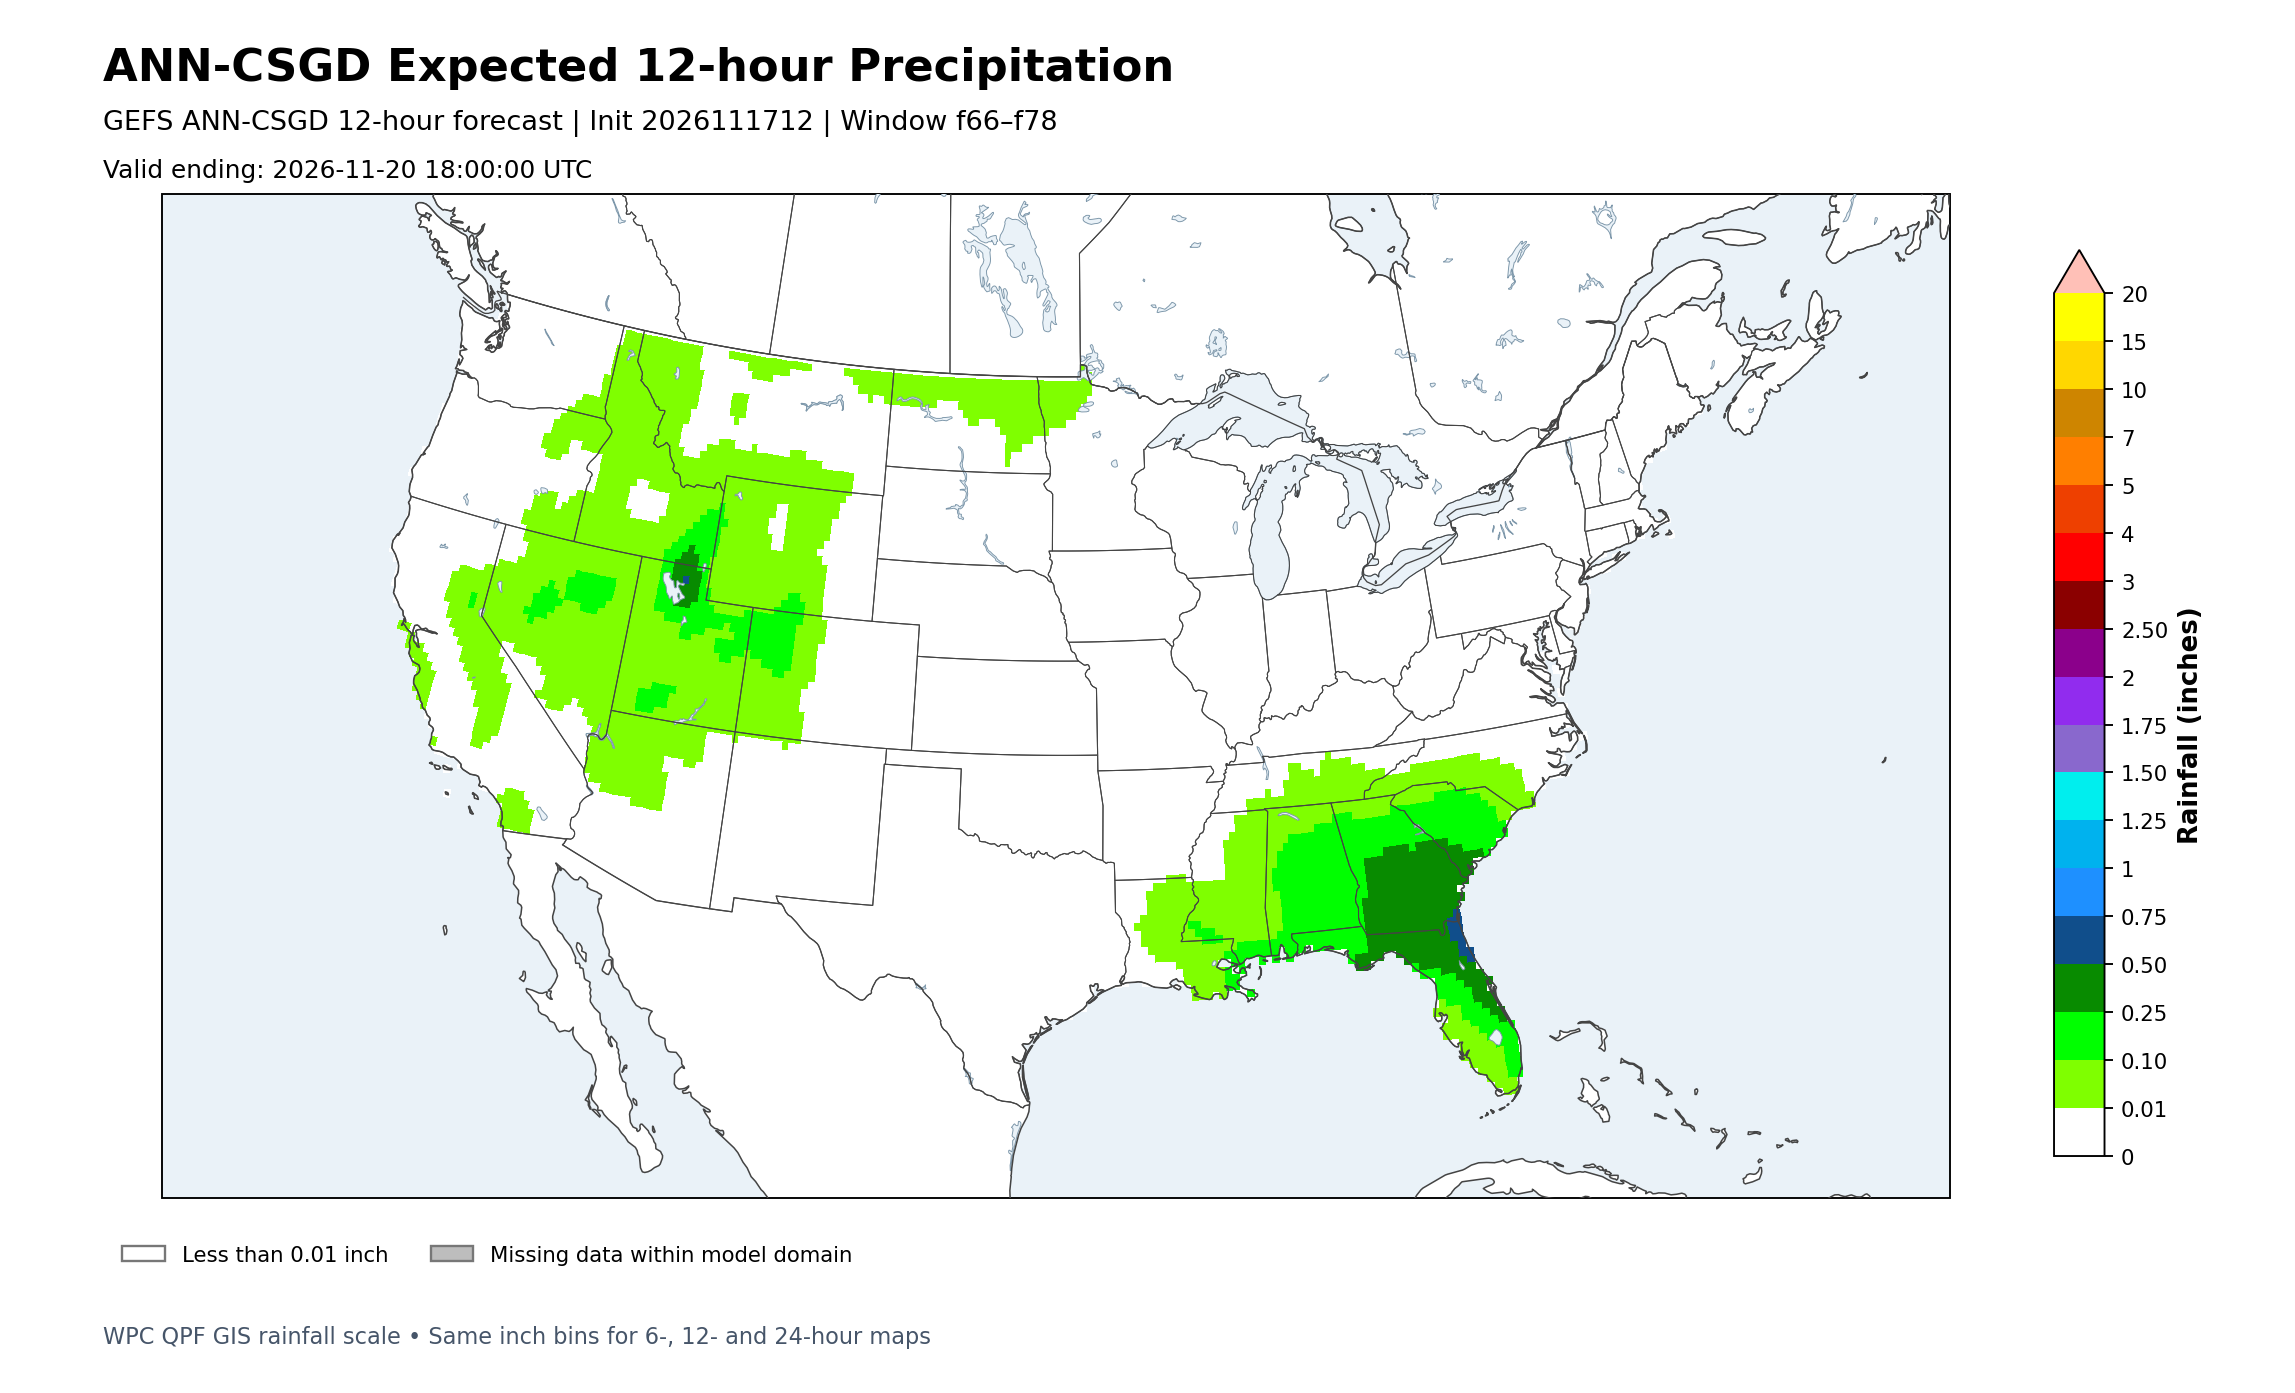 ANN-CSGD Expected 12-hour Precipitation
GEFS ANN-CSGD 12-hour forecast | Init 2026111712 | Window f66–f78
Valid ending: 2026-11-20 18:00:00 UTC
20
15
10
7
5
4
3
2.50
2
1.75
1.50
1.25
1
0.75
0.50
0.25
0.10
0.01
0
Rainfall (inches)
Less than 0.01 inch
Missing data within model domain
WPC QPF GIS rainfall scale • Same inch bins for 6-, 12- and 24-hour maps